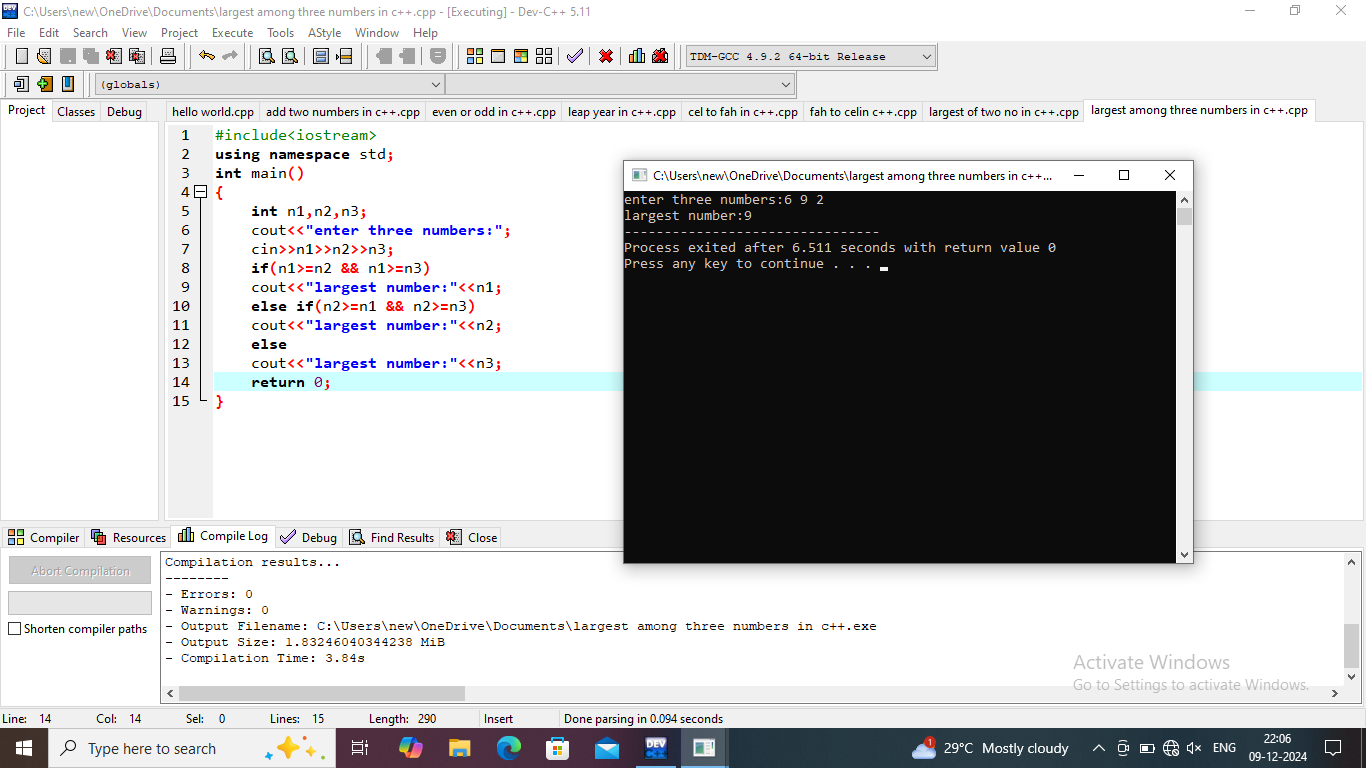 C:\Users\new\OneDrive\Documents\largest among three numbers in c++.cpp - [Executing] - Dev-C++ 5.11
File Edit Search View Project Execute Tools AStyle Window Help
TDM-GCC 4.9.2 64-bit Release
(globals)
Project Classes Debug
hello world.cpp add two numbers in c++.cpp even or odd in c++.cpp leap year in c++.cpp cel to fah in c++.cpp fah to celin c++.cpp largest of two no in c++.cpp largest among three numbers in c++.cpp
1 #include<iostream>
2 using namespace std;
3 int main()
4 {
5 int n1,n2,n3;
6 cout<<"enter three numbers:";
7 cin>>n1>>n2>>n3;
8 if(n1>=n2 && n1>=n3)
9 cout<<"largest number:"<<n1;
10 else if(n2>=n1 && n2>=n3)
11 cout<<"largest number:"<<n2;
12 else
13 cout<<"largest number:"<<n3;
14 return 0;
15 }
C:\Users\new\OneDrive\Documents\largest among three numbers in c++...
enter three numbers:6 9 2
largest number:9
--------------------------------
Process exited after 6.511 seconds with return value 0
Press any key to continue . . .
Compiler Resources Compile Log Debug Find Results Close
Abort Compilation
Shorten compiler paths
Compilation results...
--------
- Errors: 0
- Warnings: 0
- Output Filename: C:\Users\new\OneDrive\Documents\largest among three numbers in c++.exe
- Output Size: 1.83246040344238 MiB
- Compilation Time: 3.84s
Activate Windows
Go to Settings to activate Windows.
Line: 14 Col: 14 Sel: 0 Lines: 15 Length: 290 Insert Done parsing in 0.094 seconds
Type here to search
DEV
1
29°C Mostly cloudy
ENG
22:06
09-12-2024